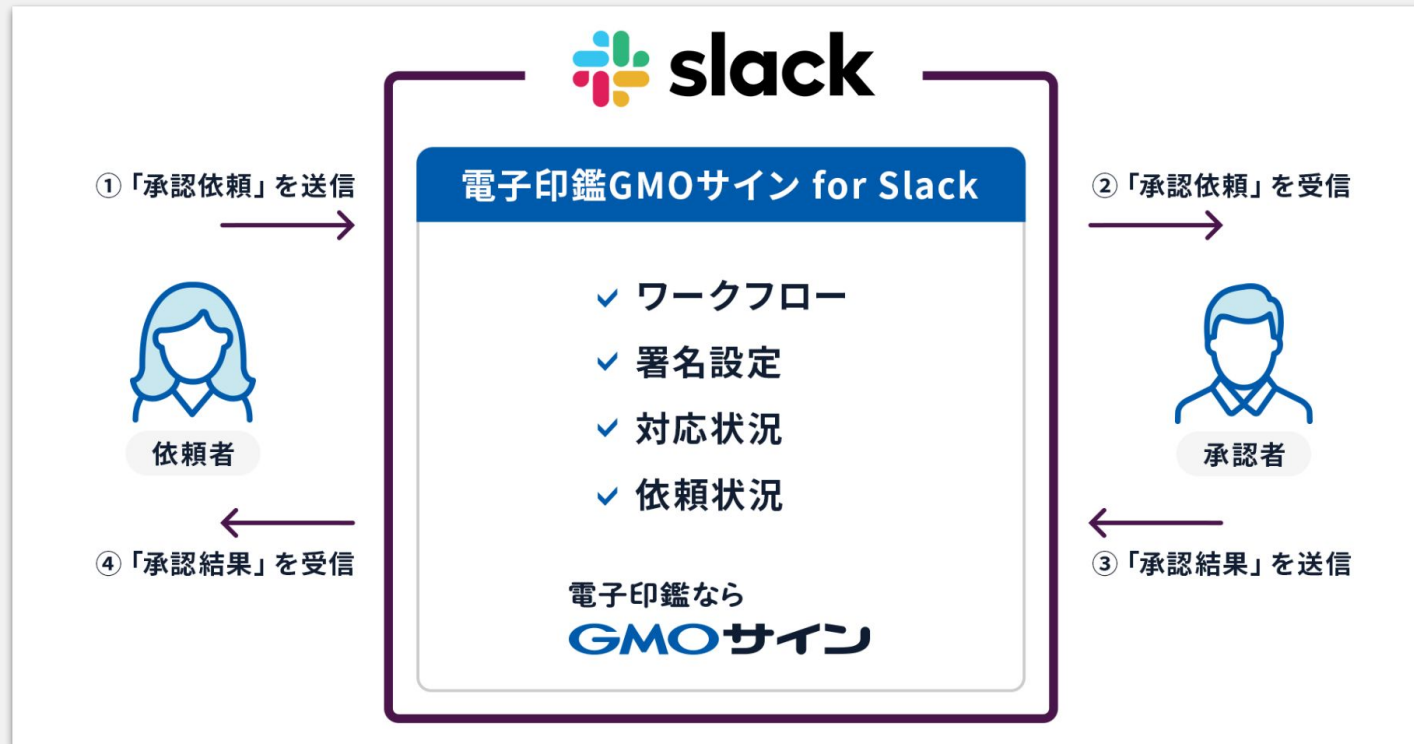 slack
電子印鑑GMOサイン for Slack
①「承認依頼」を送信
②「承認依頼」を受信
ワークフロー
署名設定
対応状況
依頼状況
依頼者
承認者
④「承認結果」を受信
③「承認結果」を送信
電子印鑑なら
GMOサイン